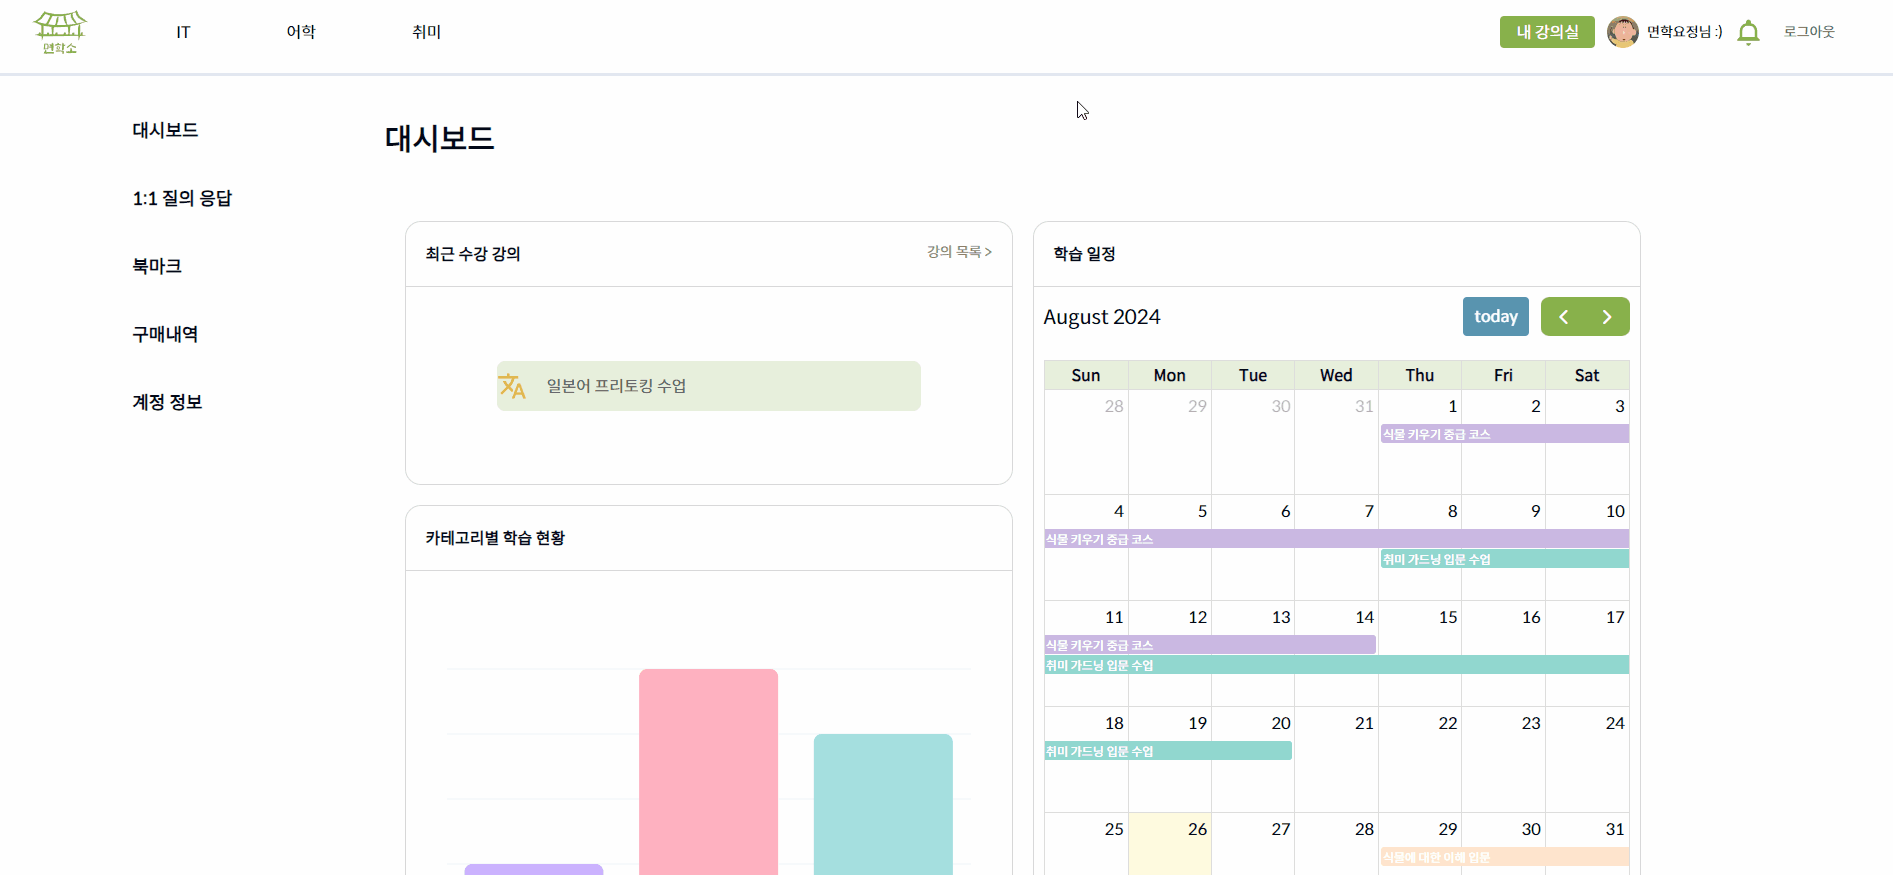 면학소
IT
어학
취미
내 강의실
면학요정님 :)
로그아웃
대시보드
1:1 질의 응답
북마크
구매내역
계정 정보
대시보드
최근 수강 강의
강의 목록 >
일본어 프리토킹 수업
카테고리별 학습 현황
학습 일정
August 2024
today
Sun Mon Tue Wed Thu Fri Sat
28 29 30 31 1 2 3
식물 키우기 중급 코스
4 5 6 7 8 9 10
식물 키우기 중급 코스
취미 가드닝 입문 수업
11 12 13 14 15 16 17
식물 키우기 중급 코스
취미 가드닝 입문 수업
18 19 20 21 22 23 24
취미 가드닝 입문 수업
25 26 27 28 29 30 31
식물에 대한 이해 입문